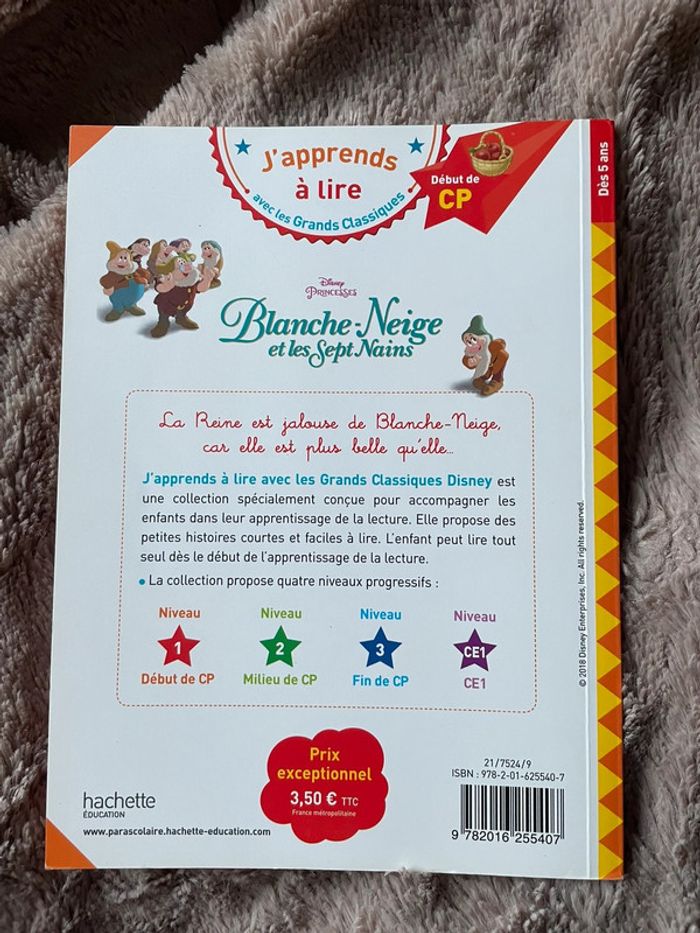 J'apprends
à lire
avec les Grands Classiques
Début de
CP
Dès 5 ans
Disney
PRINCESSES
Blanche-Neige
et les Sept Nains
La Reine est jalouse de Blanche-Neige,
car elle est plus belle qu'elle...
J'apprends à lire avec les Grands Classiques Disney est
une collection spécialement conçue pour accompagner les
enfants dans leur apprentissage de la lecture. Elle propose des
petites histoires courtes et faciles à lire. L'enfant peut lire tout
seul dès le début de l'apprentissage de la lecture.
• La collection propose quatre niveaux progressifs :
Niveau Niveau Niveau Niveau
1 2 3 CE1
Début de CP Milieu de CP Fin de CP CE1
© 2018 Disney Enterprises, Inc. All rights reserved.
Prix
exceptionnel
3,50 € TTC
France métropolitaine
hachette
ÉDUCATION
www.parascolaire.hachette-education.com
21/7524/9
ISBN : 978-2-01-625540-7
9 782016 255407